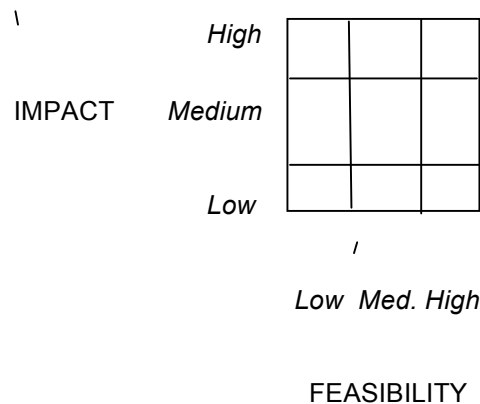 High
IMPACT Medium
Low
Low Med. High
FEASIBILITY